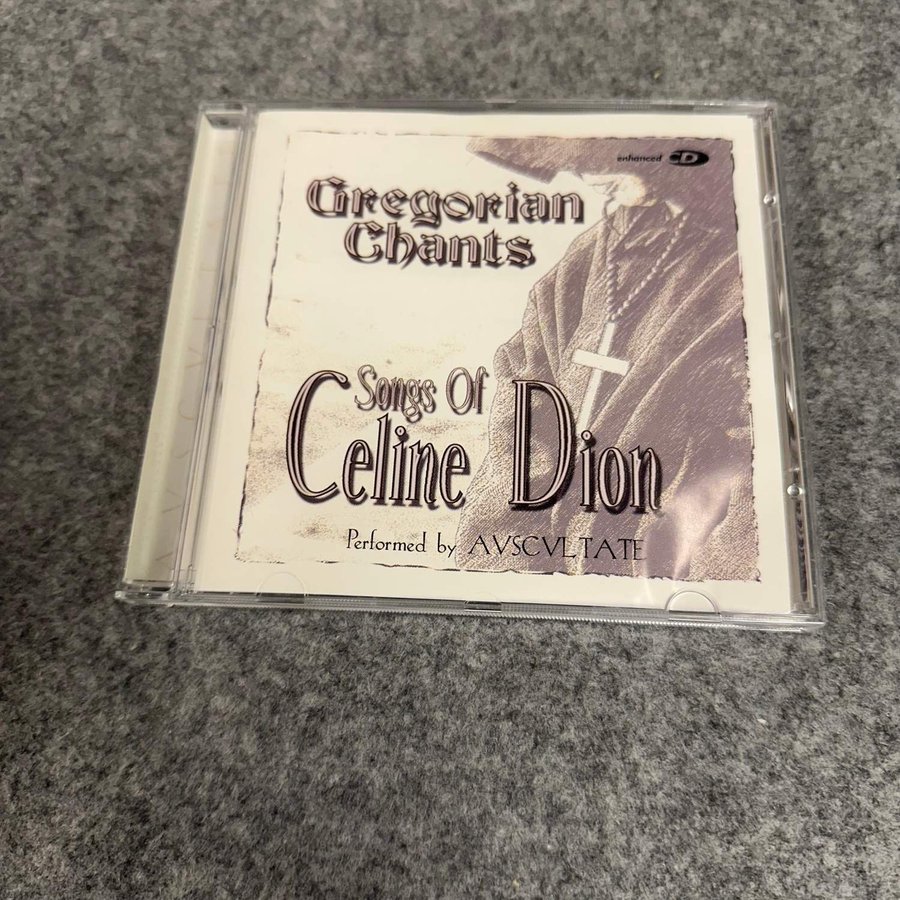 enhanced CD
Gregorian
Chants
Songs Of
Celine Dion
Performed by AVSCVLTATE